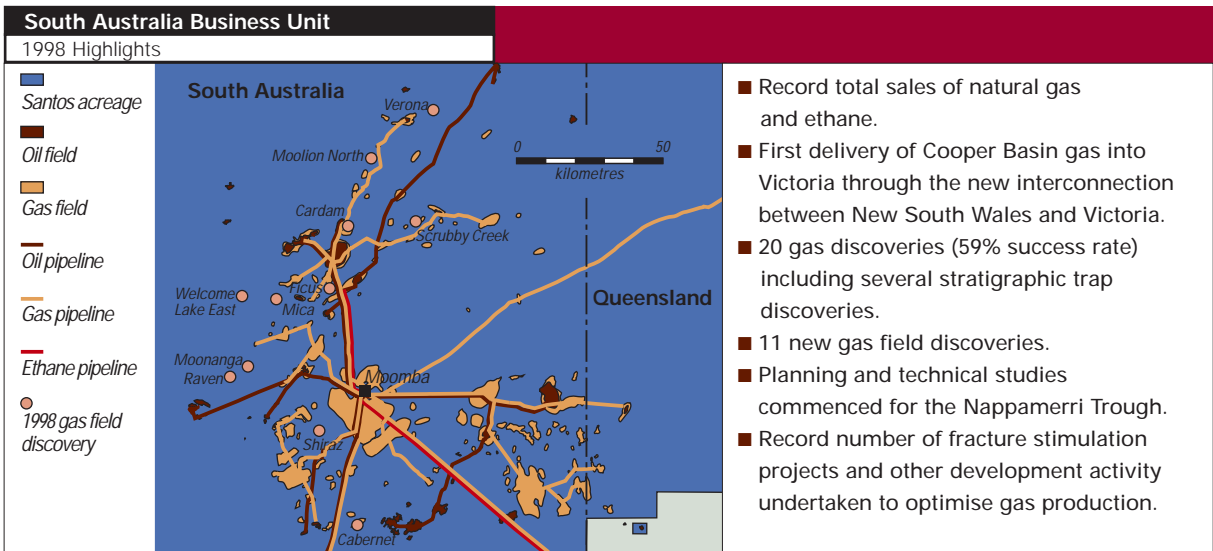 South Australia Business Unit
1998 Highlights
Santos acreage
Oil field
Gas field
Oil pipeline
Gas pipeline
Ethane pipeline
1998 gas field
discovery
South Australia
Verona
Moolion North
0 50
kilometres
Cardam
Scrubby Creek
Ficus
Welcome
Lake East
Mica
Queensland
Moonanga
Raven
Moomba
Shiraz
Cabernet
■ Record total sales of natural gas
and ethane.
■ First delivery of Cooper Basin gas into
Victoria through the new interconnection
between New South Wales and Victoria.
■ 20 gas discoveries (59% success rate)
including several stratigraphic trap
discoveries.
■ 11 new gas field discoveries.
■ Planning and technical studies
commenced for the Nappamerri Trough.
■ Record number of fracture stimulation
projects and other development activity
undertaken to optimise gas production.